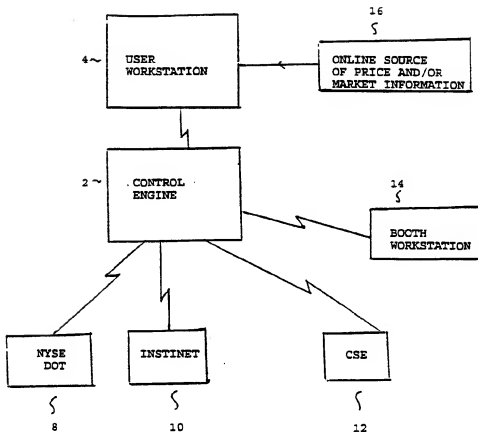 16
4~
USER
WORKSTATION
ONLINE SOURCE
OF PRICE AND/OR
MARKET INFORMATION
2~
CONTROL
ENGINE
14
BOOTH
WORKSTATION
NYSE
DOT
INSTINET
CSE
8
10
12